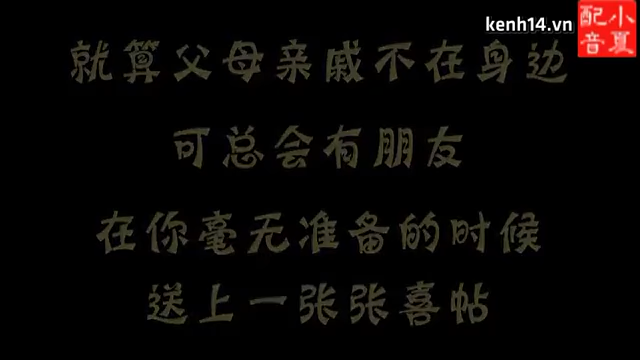 kenh14.vn
小夏
配音
就算父母亲戚不在身边
可总会有朋友
在你毫无准备的时候
送上一张张喜帖